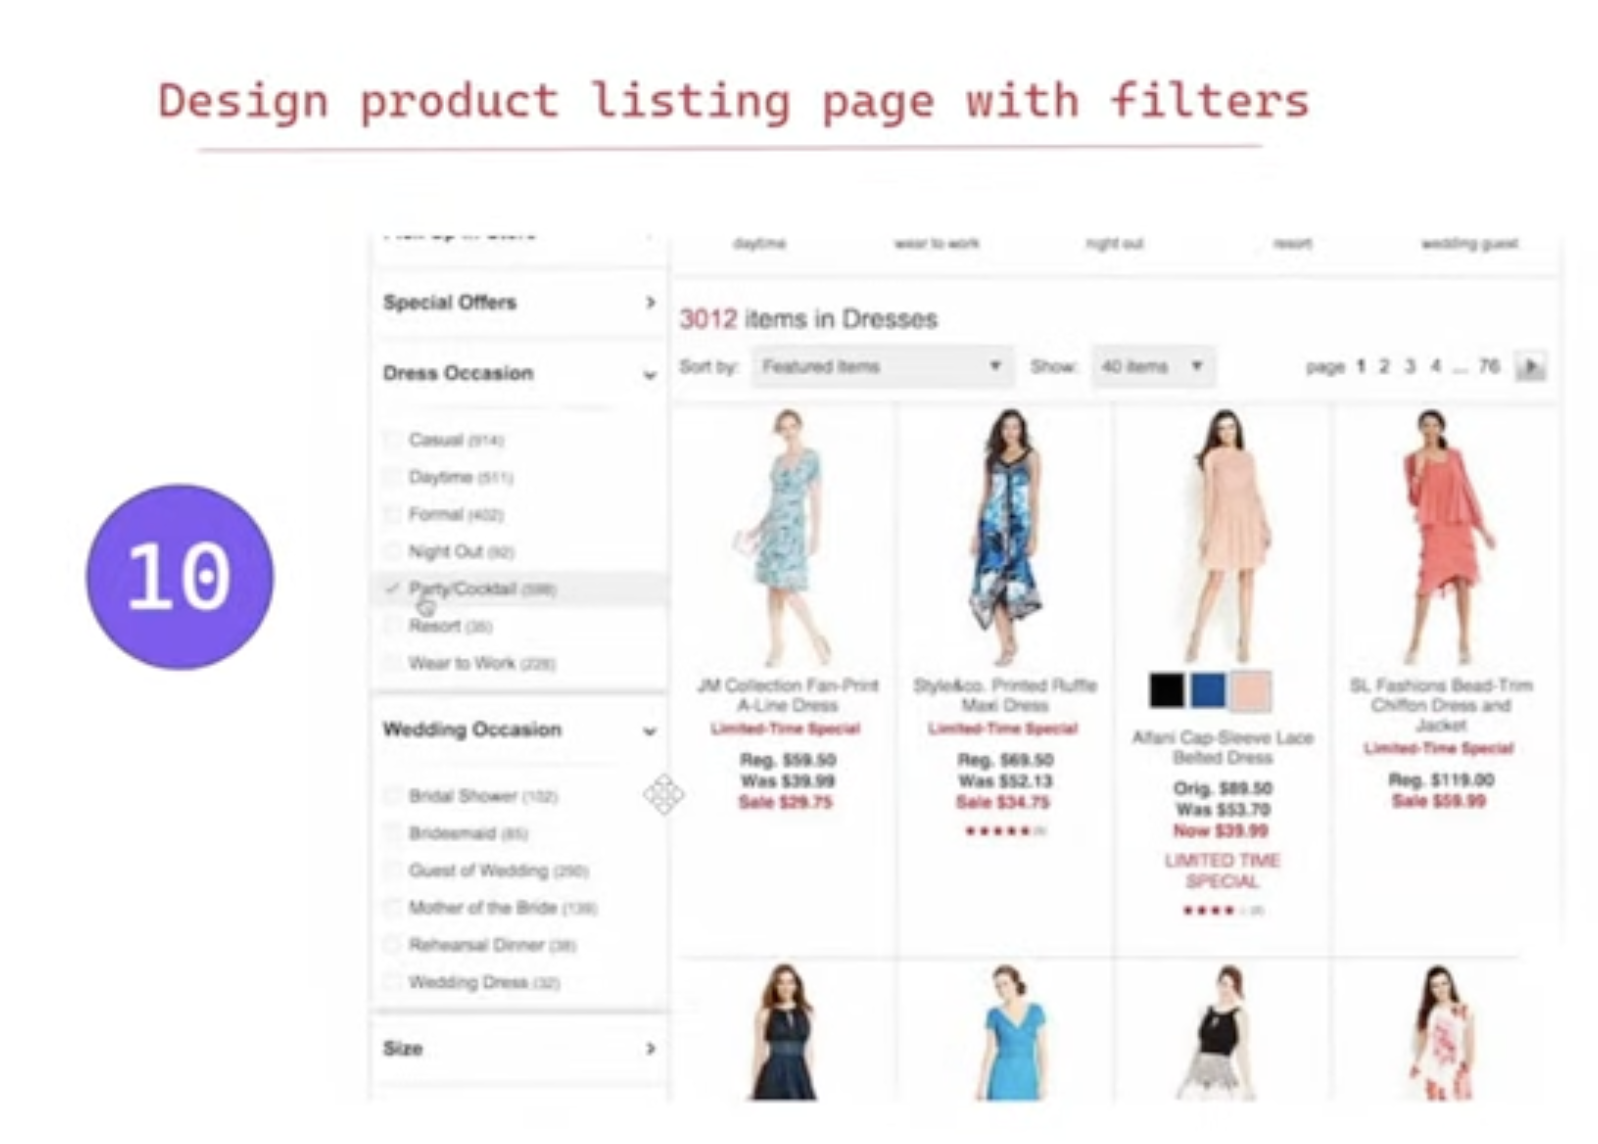 Design product listing page with filters
10
daytime
wear to work
night out
resort
wedding guest
Special Offers
Dress Occasion
Casual (914)
Daytime (511)
Formal (402)
Night Out (92)
Party/Cocktail (598)
Resort (35)
Wear to Work (228)
Wedding Occasion
Bridal Shower (102)
Bridesmaid (85)
Guest of Wedding (290)
Mother of the Bride (139)
Rehearsal Dinner (38)
Wedding Dress (32)
Size
3012 items in Dresses
Sort by: Featured Items Show: 40 items page 1 2 3 4 ... 76
JM Collection Fan-Print
A-Line Dress
Limited-Time Special
Reg. $59.50
Was $39.99
Sale $29.75
Style&co. Printed Ruffle
Maxi Dress
Limited-Time Special
Reg. $69.50
Was $52.13
Sale $34.75
Alfani Cap-Sleeve Lace
Belted Dress
Orig. $89.50
Was $53.70
Now $39.99
LIMITED TIME
SPECIAL
SL Fashions Bead-Trim
Chiffon Dress and
Jacket
Limited-Time Special
Reg. $119.00
Sale $59.99